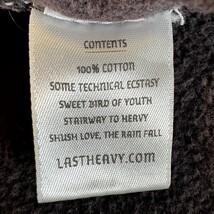 CONTENTS
100% COTTON
SOME TECHNICAL ECSTASY
SWEET BIRD OF YOUTH
STAIRWAY TO HEAVY
SHUSH LOVE, THE RAIN FALL
LASTHEAVY.COM